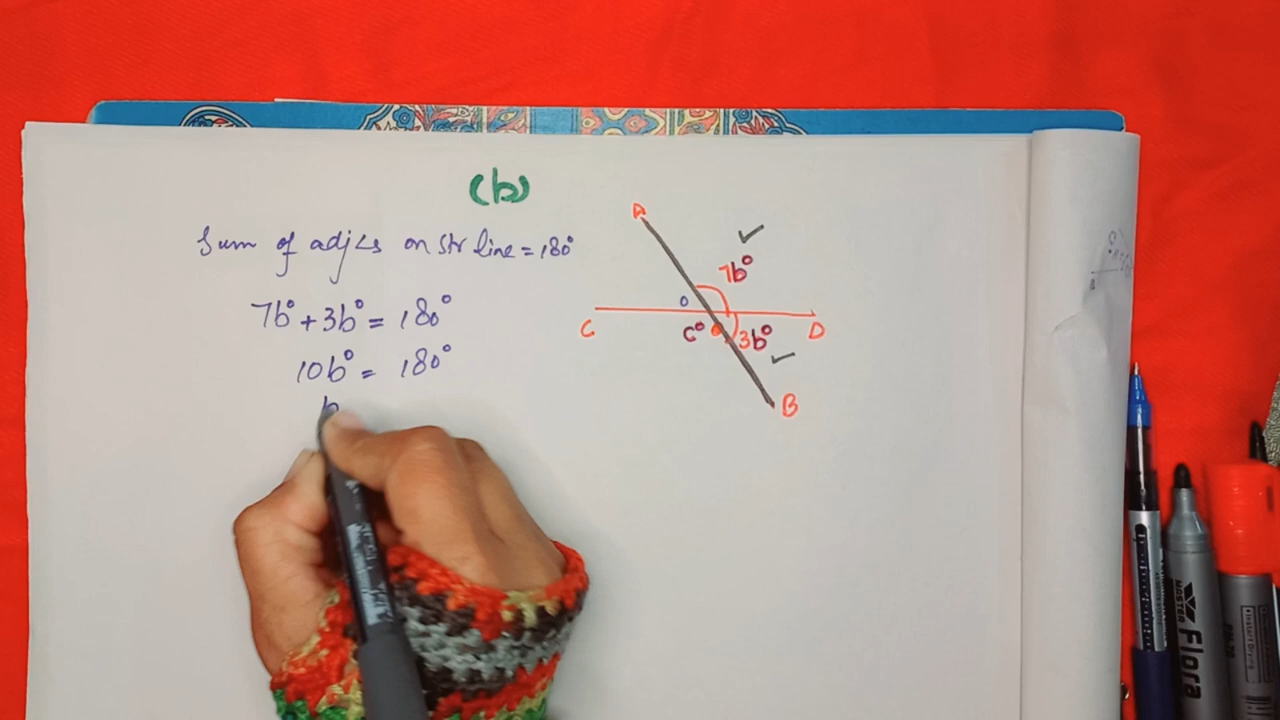 (b)
Sum of adj∠s on str line = 180°
7b° + 3b° = 180°
10b° = 180°
b
A
7b°
O
C
D
C°
3b°
B
Flora